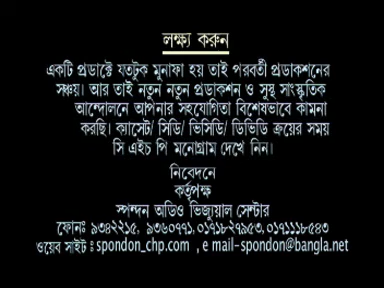 লক্ষ্য করুন
একটি প্রডাক্টে যতটুক মুনাফা হয় তাই পরবর্তী প্রডাকশনের
সঞ্চয়। আর তাই নতুন নতুন প্রডাকশন ও সুস্থ সাংস্কৃতিক
আন্দোলনে আপনার সহযোগিতা বিশেষভাবে কামনা
করছি। ক্যাসেট/ সিডি/ ভিসিডি/ ডিভিডি ক্রয়ের সময়
সি এইচ পি মনোগ্রাম দেখে নিন।
নিবেদনে
কর্তৃপক্ষ
স্পন্দন অডিও ভিজ্যুয়াল সেন্টার
ফোনঃ ৯৩৪২২১৫, ৯৩৬০৭৭১, ০১৭১৮২৭৯৫৩, ০১৭১১১৮৫৪৩
ওয়েব সাইট : spondon_chp.com , e mail-spondon@bangla.net